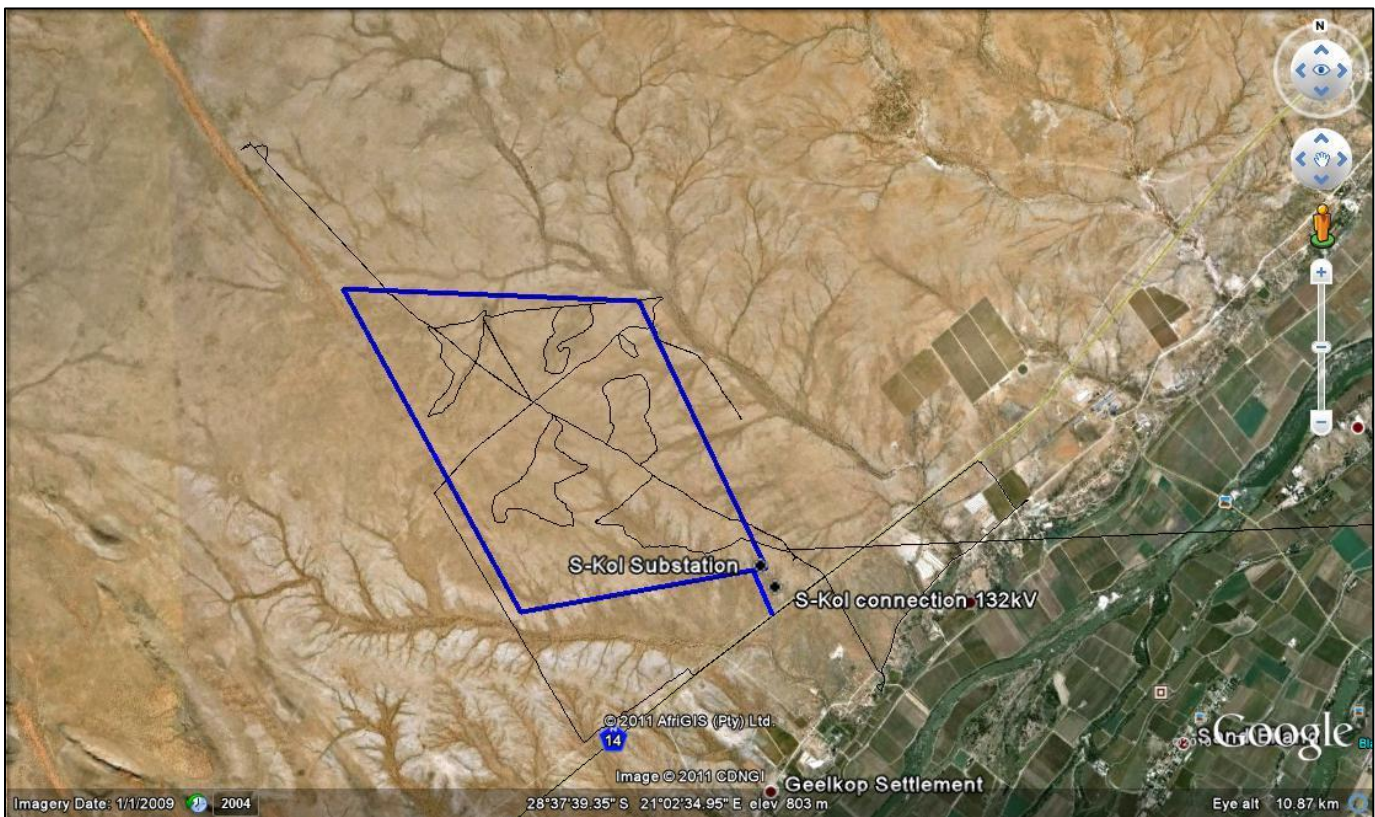 N
S-Kol Substation
S-Kol connection 132kV
© 2011 AfriGIS (Pty) Ltd.
14
Google
Image © 2011 CDNGI
Geelkop Settlement
Imagery Date: 1/1/2009
2004
28°37'39.35" S 21°02'34.95" E elev 803 m
Eye alt 10.87 km